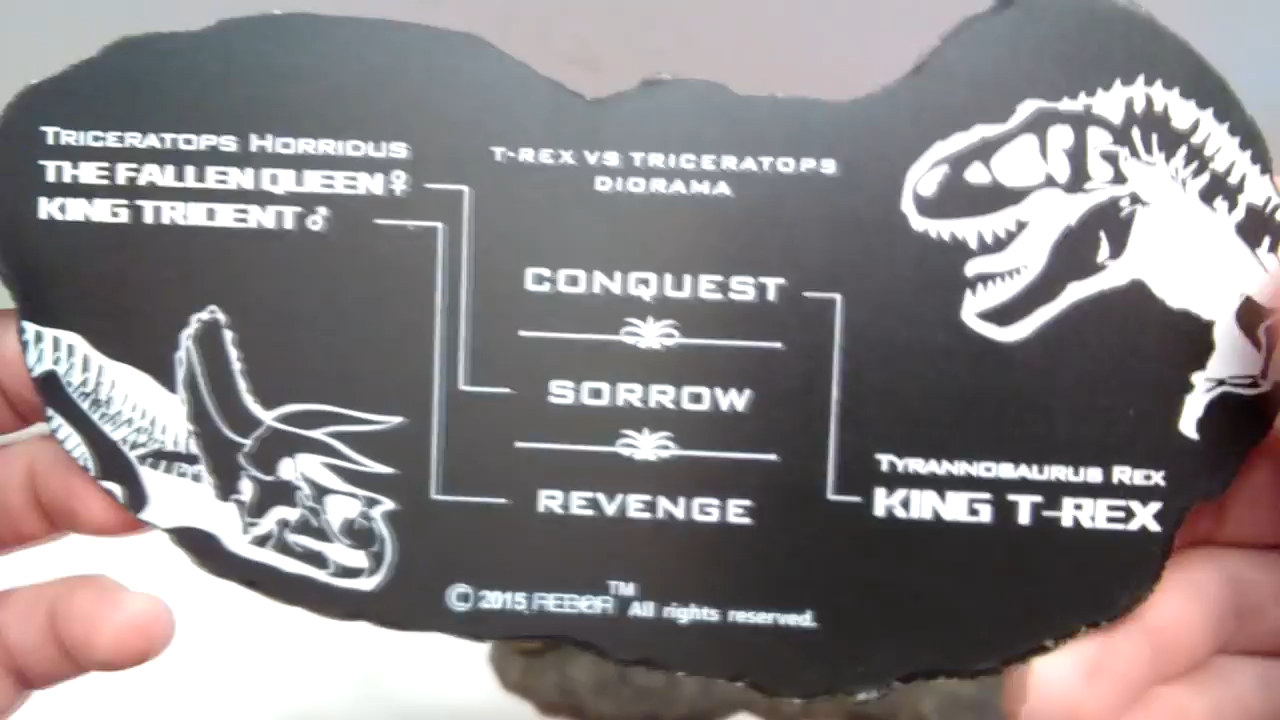 TRICERATOPS HORRIDUS
THE FALLEN QUEEN♀
KING TRIDENT♂
T-REX VS TRICERATOPS
DIORAMA
CONQUEST
SORROW
REVENGE
TYRANNOSAURUS REX
KING T-REX
© 2015 REBOR™ All rights reserved.